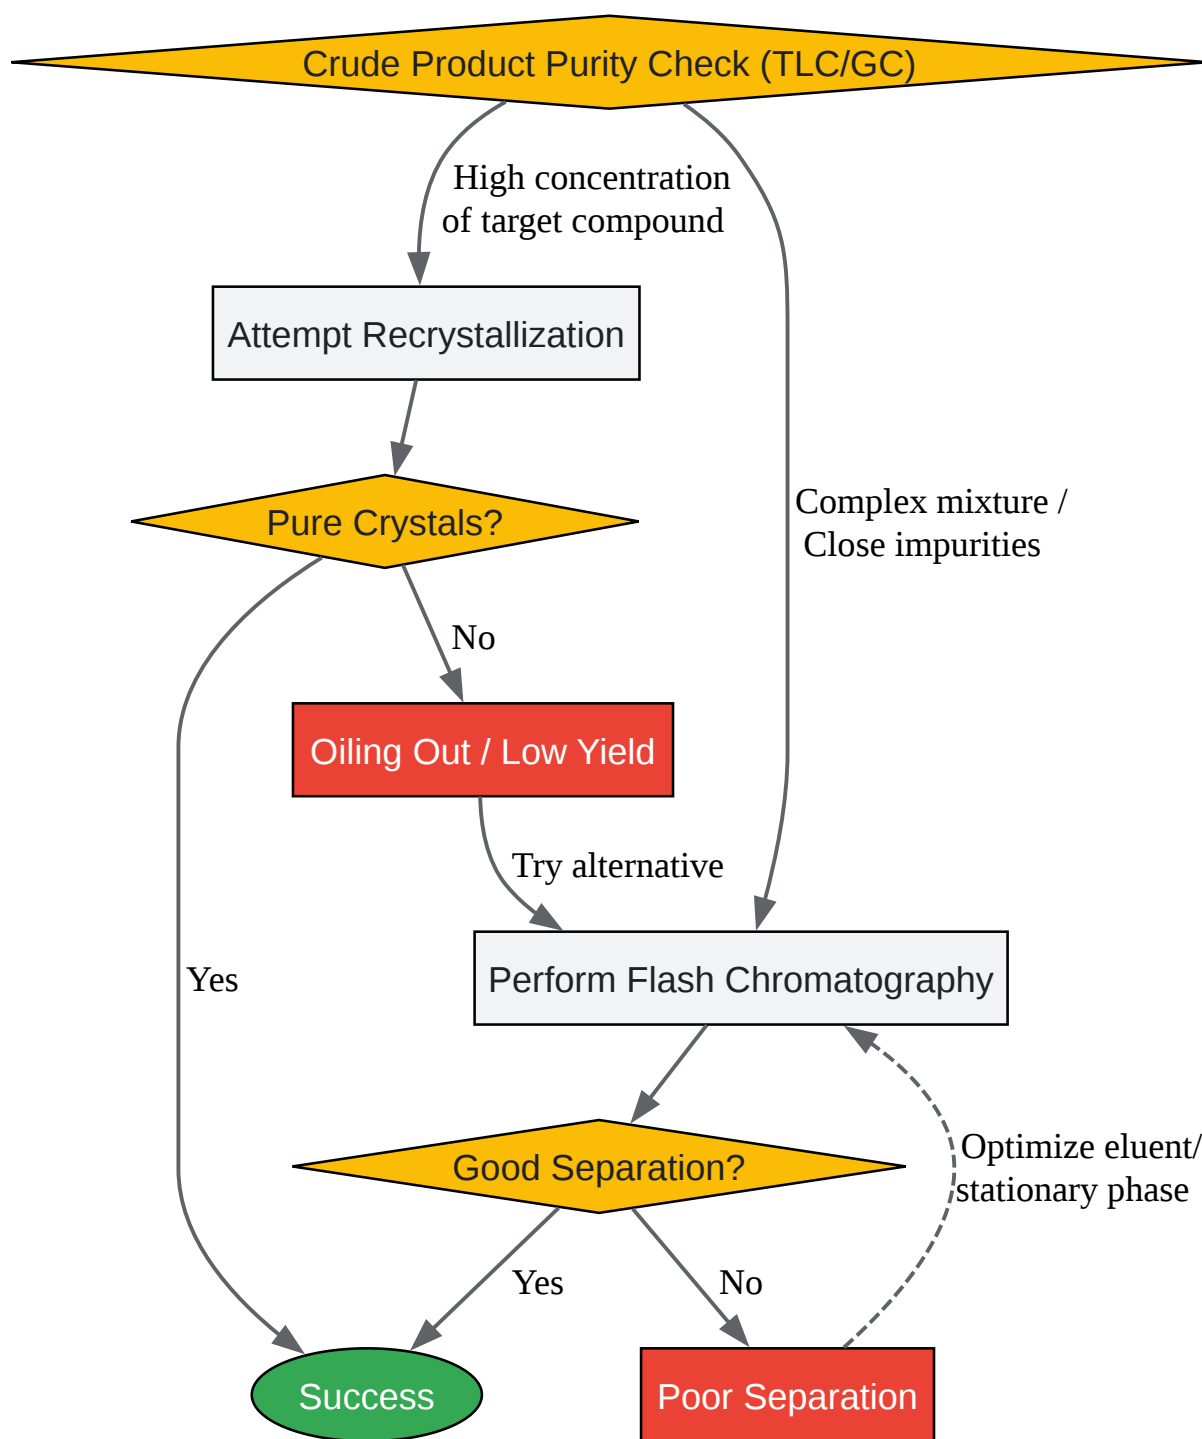 Crude Product Purity Check (TLC/GC)
High concentration
of target compound
Attempt Recrystallization
Complex mixture /
Close impurities
Pure Crystals?
No
Oiling Out / Low Yield
Try alternative
Yes
Perform Flash Chromatography
Optimize eluent/
stationary phase
Good Separation?
Yes
No
Success
Poor Separation